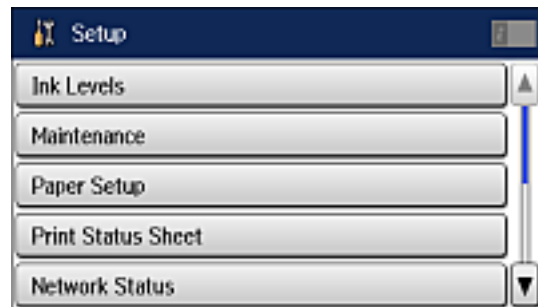 Setup
Ink Levels
Maintenance
Paper Setup
Print Status Sheet
Network Status